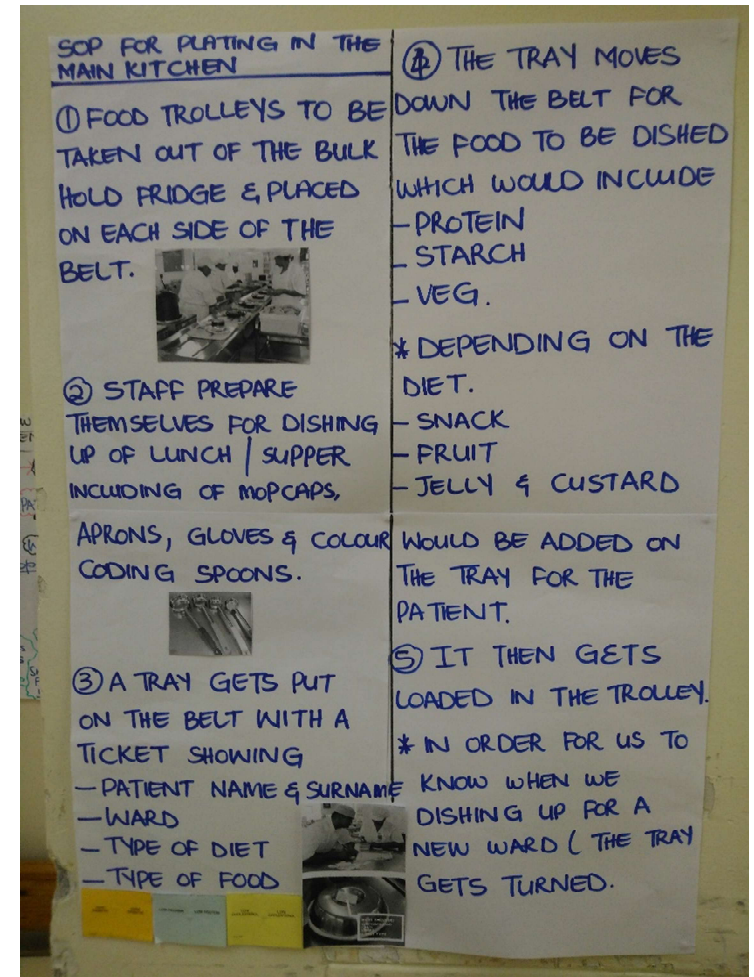 SOP FOR PLATING IN THE
MAIN KITCHEN
① FOOD TROLLEYS TO BE
TAKEN OUT OF THE BULK
HOLD FRIDGE & PLACED
ON EACH SIDE OF THE
BELT.
② STAFF PREPARE
THEMSELVES FOR DISHING
UP OF LUNCH / SUPPER
INCLUDING OF MOPCAPS,
APRONS, GLOVES & COLOUR
CODING SPOONS.
③ A TRAY GETS PUT
ON THE BELT WITH A
TICKET SHOWING
- PATIENT NAME & SURNAME
- WARD
- TYPE OF DIET
- TYPE OF FOOD
④ THE TRAY MOVES
DOWN THE BELT FOR
THE FOOD TO BE DISHED
WHICH WOULD INCLUDE
- PROTEIN
- STARCH
- VEG.
* DEPENDING ON THE
DIET.
- SNACK
- FRUIT
- JELLY & CUSTARD
WOULD BE ADDED ON
THE TRAY FOR THE
PATIENT.
⑤ IT THEN GETS
LOADED IN THE TROLLEY.
* IN ORDER FOR US TO
KNOW WHEN WE
DISHING UP FOR A
NEW WARD ( THE TRAY
GETS TURNED.